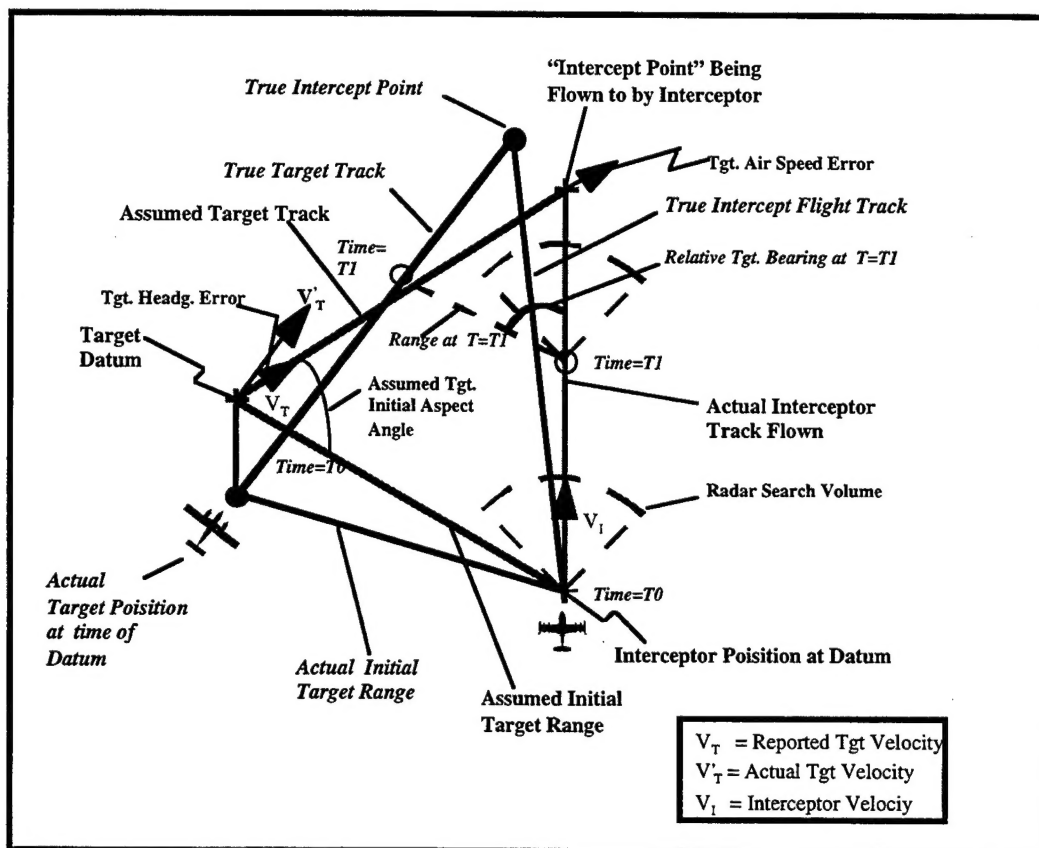 True Intercept Point
“Intercept Point” Being
Flown to by Interceptor
True Target Track
Tgt. Air Speed Error
Assumed Target Track
True Intercept Flight Track
Time=
T1
Relative Tgt. Bearing at T=T1
Tgt. Headg. Error
V'T
Range at T=T1
Target
Datum
Time=T1
VT
Assumed Tgt.
Initial Aspect
Angle
Actual Interceptor
Track Flown
Time=T0
Radar Search Volume
VI
Actual
Target Poisition
at time of
Datum
Time=T0
Interceptor Poisition at Datum
Actual Initial
Target Range
Assumed Initial
Target Range
VT = Reported Tgt Velocity
V'T = Actual Tgt Velocity
VI = Interceptor Velociy